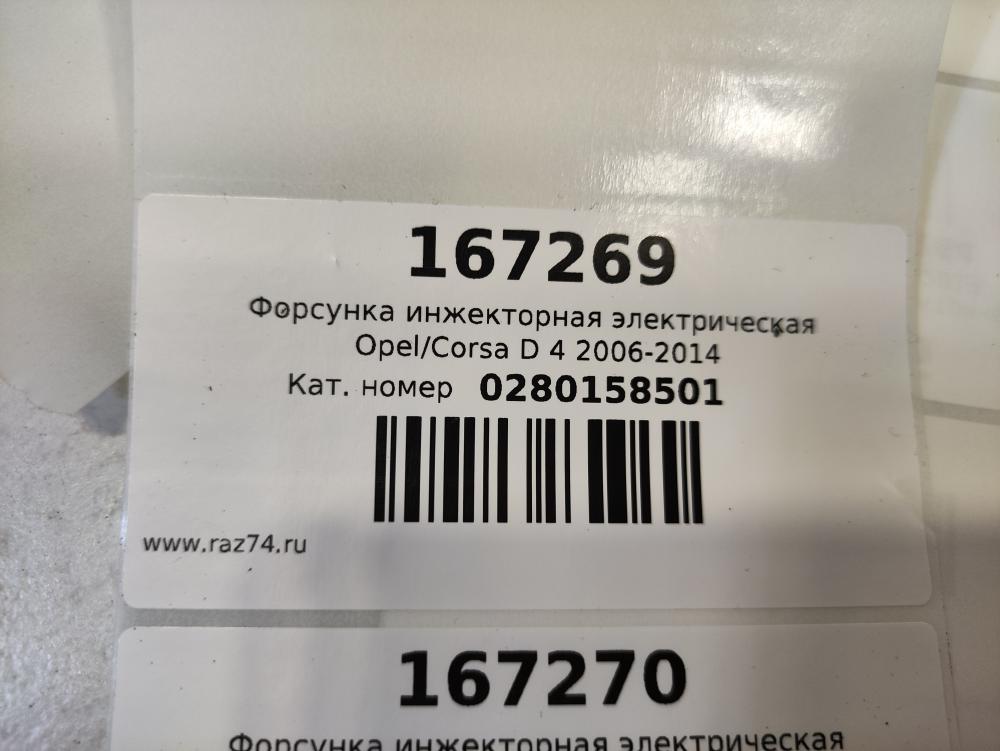 167269
Форсунка инжекторная электрическая
Opel/Corsa D 4 2006-2014
Кат. номер 0280158501
www.raz74.ru
167270
Форсунка инжекторная электрическая